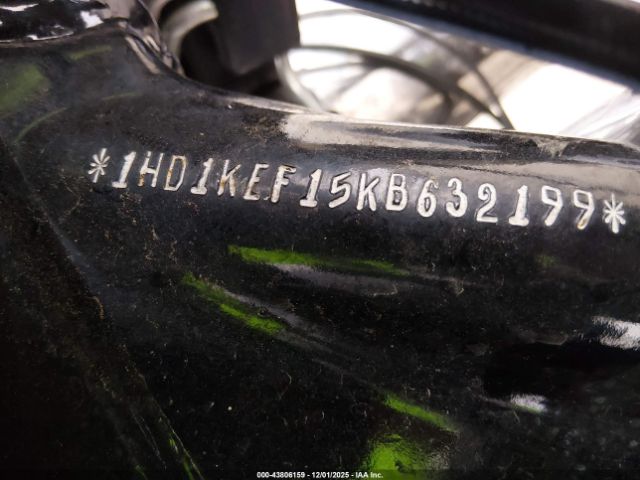 *1HD1KEF15KB632199*
000-43806159 | 12/01/2025 - IAA Inc.